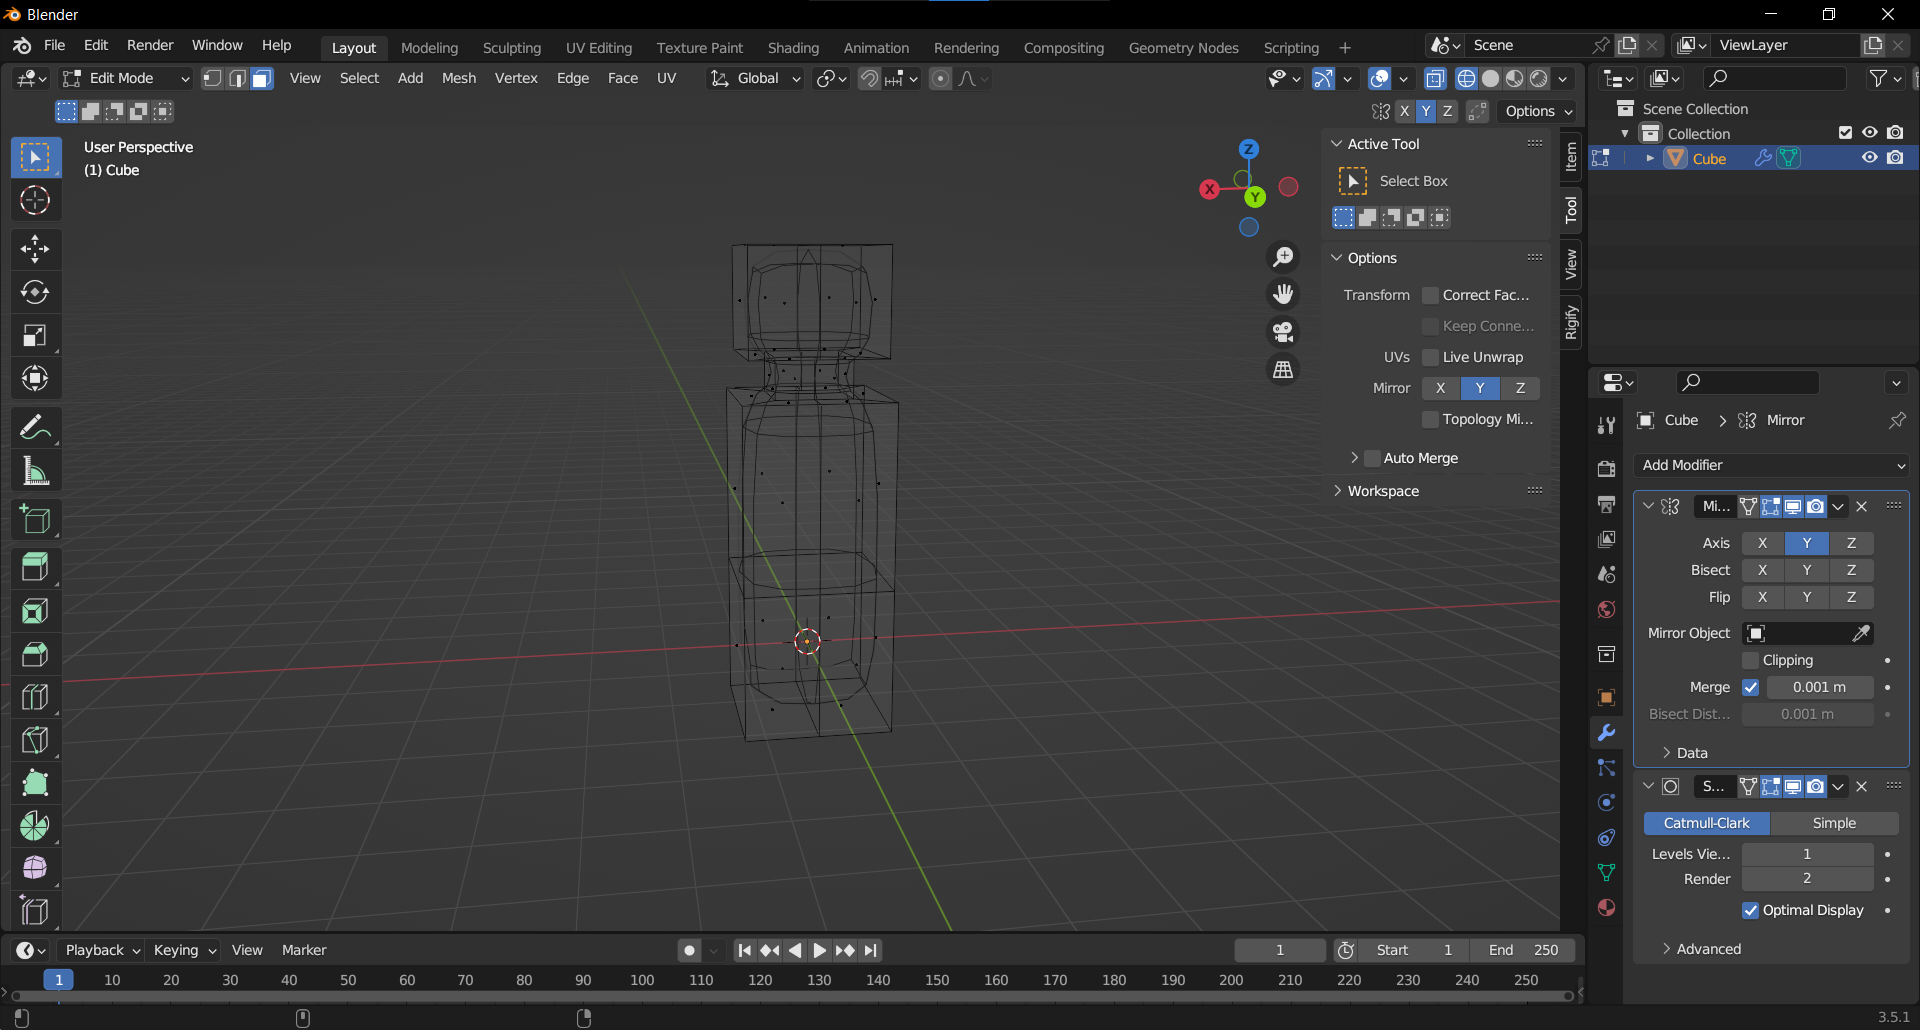 Blender
File Edit Render Window Help Layout Modeling Sculpting UV Editing Texture Paint Shading Animation Rendering Compositing Geometry Nodes Scripting + Scene ViewLayer
Edit Mode View Select Add Mesh Vertex Edge Face UV Global
X Y Z Options
User Perspective
(1) Cube
Z
X
Y
Active Tool
Select Box
Options
Transform Correct Fac...
Keep Conne...
UVs Live Unwrap
Mirror X Y Z
Topology Mi...
Auto Merge
Workspace
Item
Tool
View
Rigify
Scene Collection
Collection
Cube
Cube > Mirror
Add Modifier
Mi...
Axis X Y Z
Bisect X Y Z
Flip X Y Z
Mirror Object
Clipping
Merge 0.001 m
Bisect Dist... 0.001 m
Data
S...
Catmull-Clark Simple
Levels Vie... 1
Render 2
Optimal Display
Advanced
Playback Keying View Marker 1 Start 1 End 250
1 10 20 30 40 50 60 70 80 90 100 110 120 130 140 150 160 170 180 190 200 210 220 230 240 250
3.5.1